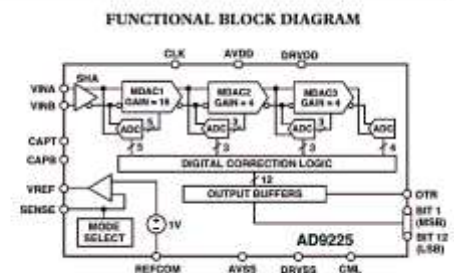 FUNCTIONAL BLOCK DIAGRAM
CLK AVDD DRVDD
VINA
VINB
SHA
MDAC1
GAIN = 16
MDAC2
GAIN = 4
MDAC3
GAIN = 4
5 3 3
ADC ADC ADC ADC
5 3 3 4
CAPT
CAPB
DIGITAL CORRECTION LOGIC
12
VREF
OUTPUT BUFFERS
OTR
SENSE
BIT 1
(MSB)
MODE
SELECT
1V
AD9225
BIT 12
(LSB)
REFCOM AVSS DRVSS CML